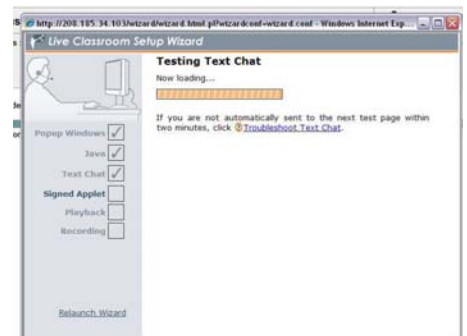 http://208.185.34.103/wizard/wizard.html.pl?wizardconf=wizard.conf - Windows Internet Exp...
Live Classroom Setup Wizard
Testing Text Chat
Now loading...
If you are not automatically sent to the next test page within
two minutes, click Troubleshoot Text Chat.
Popup Windows
Java
Text Chat
Signed Applet
Playback
Recording
Relaunch Wizard